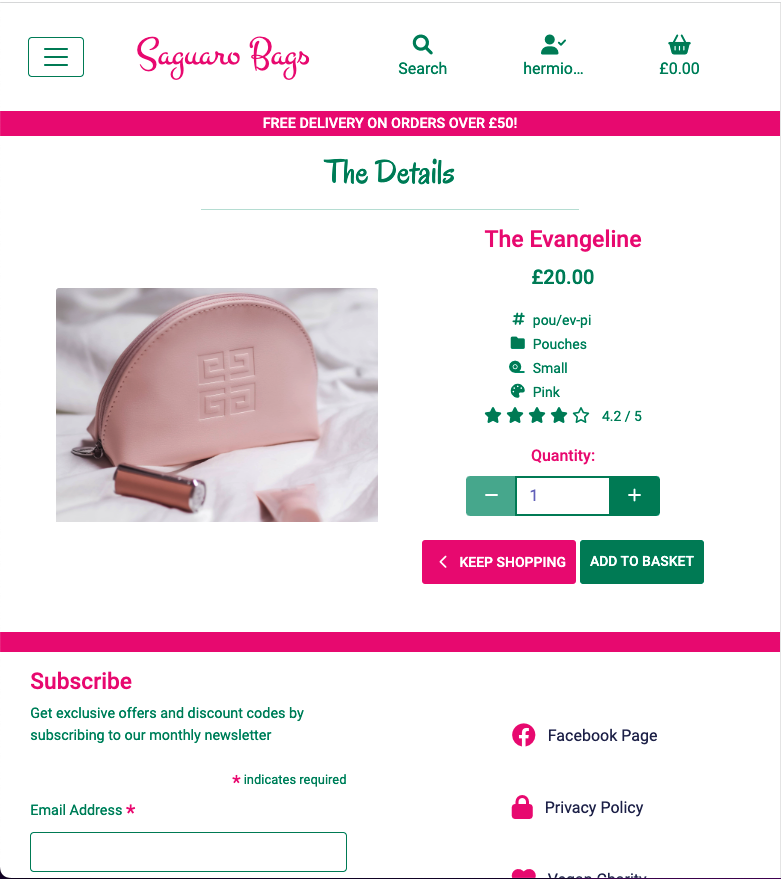 Saguaro Bags
Search
hermio...
£0.00
FREE DELIVERY ON ORDERS OVER £50!
The Details
The Evangeline
£20.00
# pou/ev-pi
Pouches
Small
Pink
4.2 / 5
Quantity:
− 1 +
KEEP SHOPPING ADD TO BASKET
Subscribe
Get exclusive offers and discount codes by
subscribing to our monthly newsletter
* indicates required
Email Address *
Facebook Page
Privacy Policy
Vegan Charity